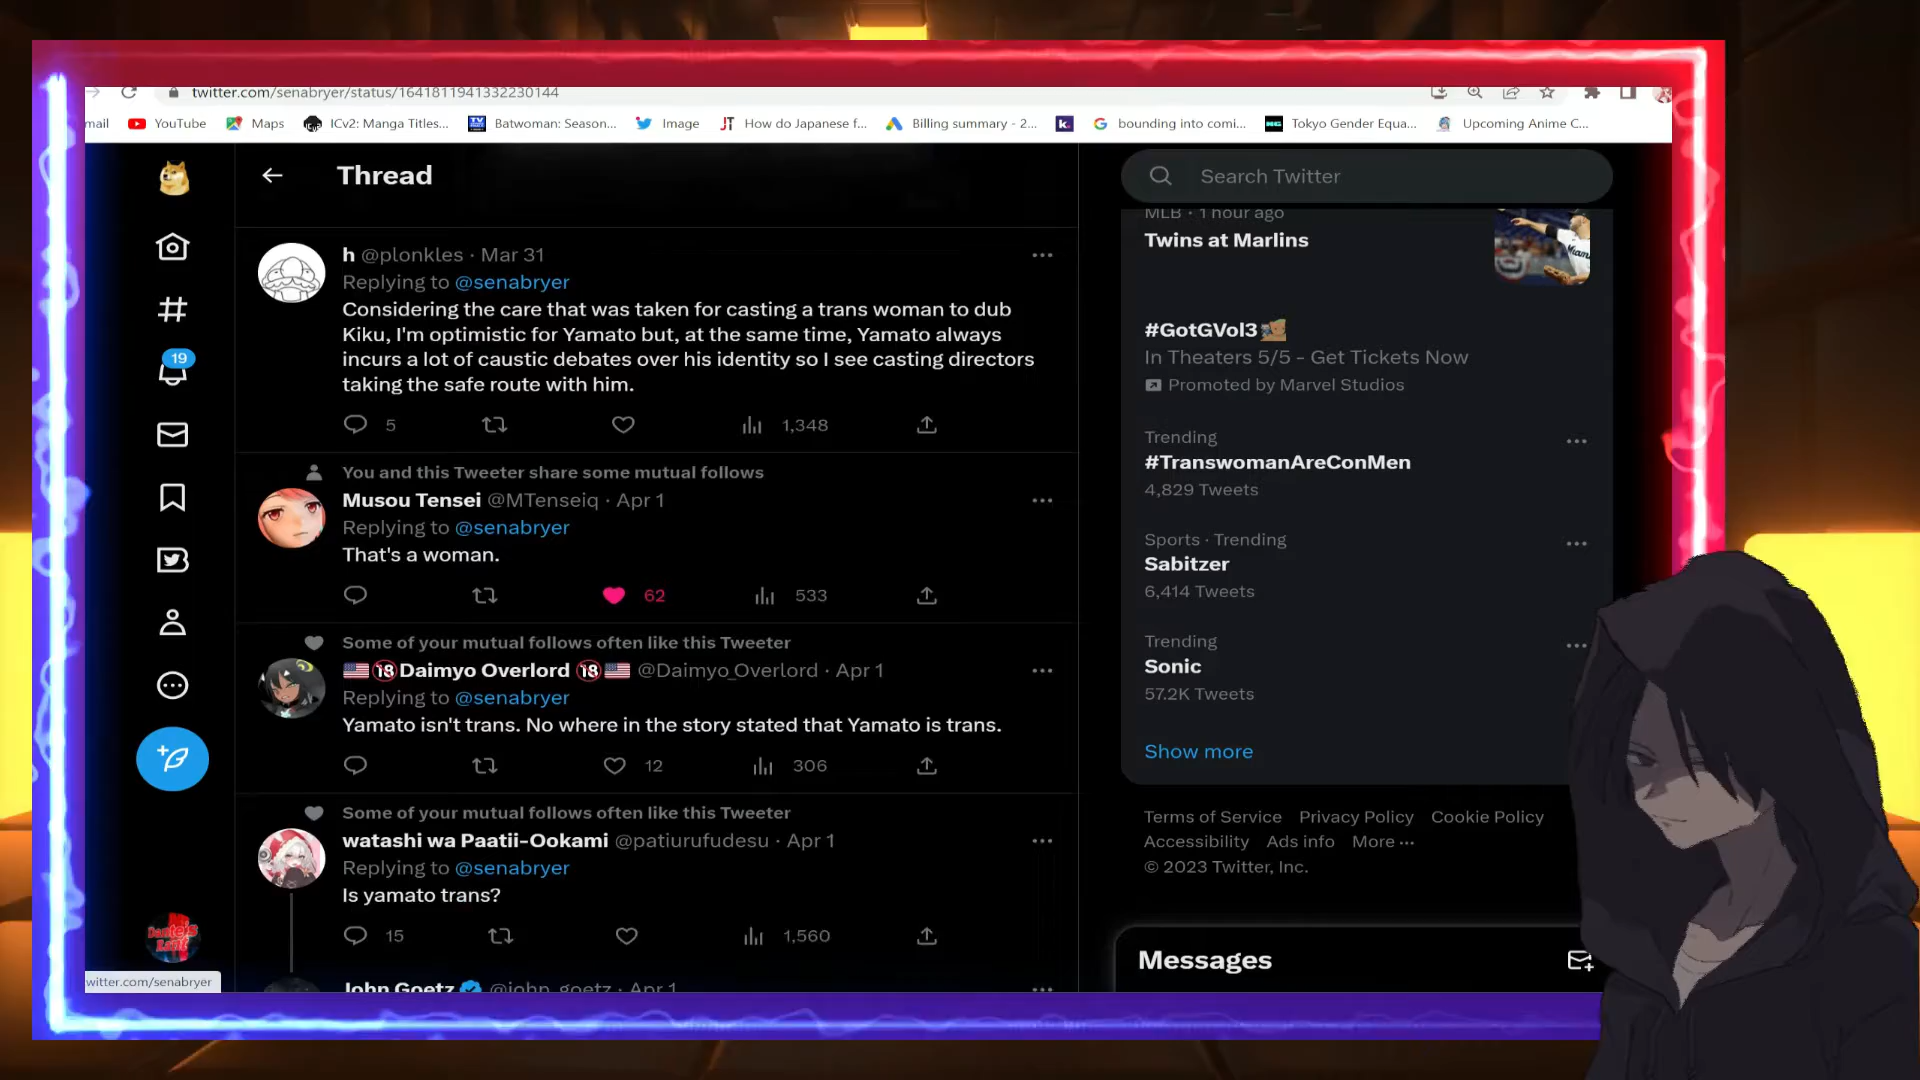 twitter.com/senabryer/status/1641811941332230144
mail YouTube Maps ICv2: Manga Titles... Batwoman: Season... Image How do Japanese f... Billing summary - 2... bounding into comi... Tokyo Gender Equa... Upcoming Anime C...
Thread
Search Twitter
h @plonkles · Mar 31
Replying to @senabryer
Considering the care that was taken for casting a trans woman to dub
Kiku, I'm optimistic for Yamato but, at the same time, Yamato always
incurs a lot of caustic debates over his identity so I see casting directors
taking the safe route with him.
5 1,348
You and this Tweeter share some mutual follows
Musou Tensei @MTenseiq · Apr 1
Replying to @senabryer
That's a woman.
62 533
Some of your mutual follows often like this Tweeter
🇺🇸🔞Daimyo Overlord 🔞🇺🇸 @Daimyo_Overlord · Apr 1
Replying to @senabryer
Yamato isn't trans. No where in the story stated that Yamato is trans.
12 306
Some of your mutual follows often like this Tweeter
watashi wa Paatii-Ookami @patiurufudesu · Apr 1
Replying to @senabryer
Is yamato trans?
15 1,560
John Goetz @john_goetz · Apr 1
19
witter.com/senabryer
MLB · 1 hour ago
Twins at Marlins
#GotGVol3
In Theaters 5/5 - Get Tickets Now
Promoted by Marvel Studios
Trending
#TranswomanAreConMen
4,829 Tweets
Sports · Trending
Sabitzer
6,414 Tweets
Trending
Sonic
57.2K Tweets
Show more
Terms of Service Privacy Policy Cookie Policy
Accessibility Ads info More ···
© 2023 Twitter, Inc.
Messages